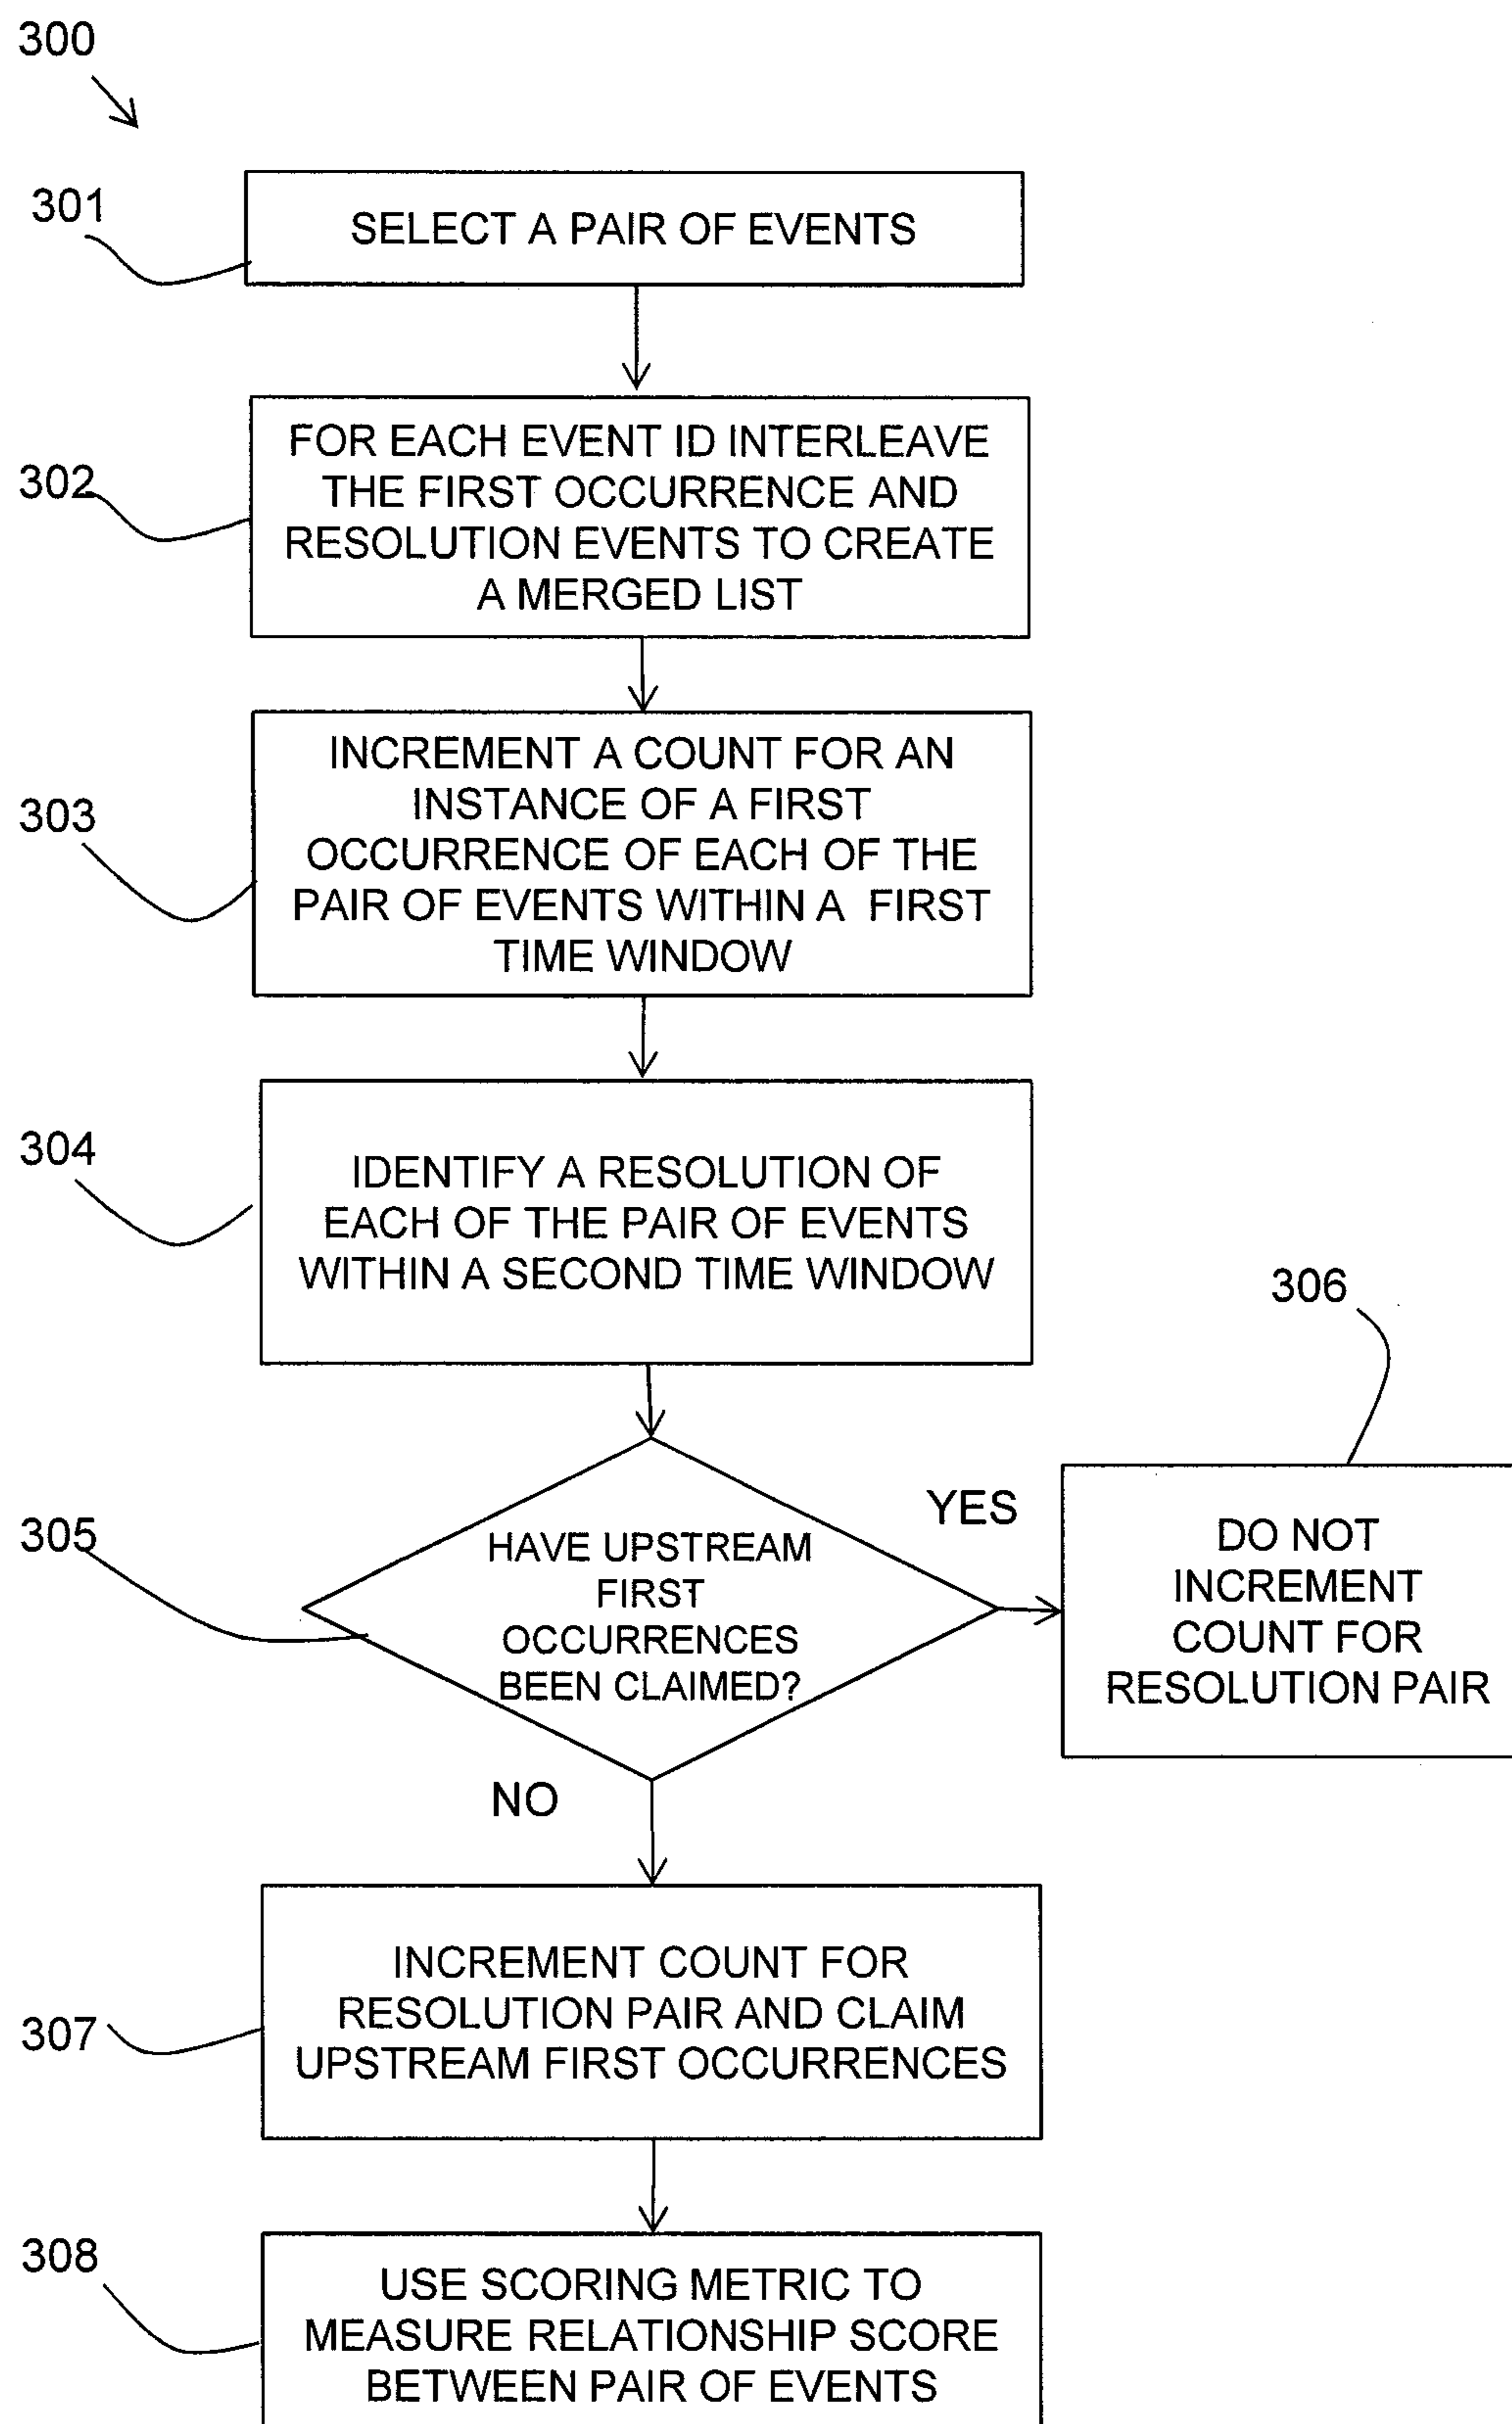 300
301
SELECT A PAIR OF EVENTS
302
FOR EACH EVENT ID INTERLEAVE
THE FIRST OCCURRENCE AND
RESOLUTION EVENTS TO CREATE
A MERGED LIST
303
INCREMENT A COUNT FOR AN
INSTANCE OF A FIRST
OCCURRENCE OF EACH OF THE
PAIR OF EVENTS WITHIN A FIRST
TIME WINDOW
304
IDENTIFY A RESOLUTION OF
EACH OF THE PAIR OF EVENTS
WITHIN A SECOND TIME WINDOW
305
HAVE UPSTREAM
FIRST
OCCURRENCES
BEEN CLAIMED?
YES
306
DO NOT
INCREMENT
COUNT FOR
RESOLUTION PAIR
NO
307
INCREMENT COUNT FOR
RESOLUTION PAIR AND CLAIM
UPSTREAM FIRST OCCURRENCES
308
USE SCORING METRIC TO
MEASURE RELATIONSHIP SCORE
BETWEEN PAIR OF EVENTS